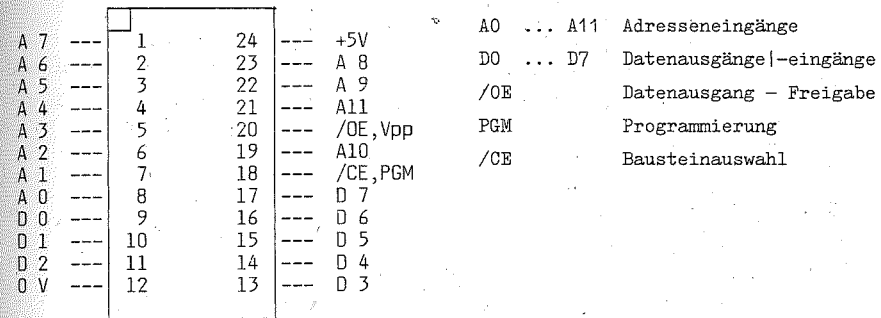 A 7 --- 1 24 --- +5V
A 6 --- 2 23 --- A 8
A 5 --- 3 22 --- A 9
A 4 --- 4 21 --- A11
A 3 --- 5 20 --- /OE,Vpp
A 2 --- 6 19 --- A10
A 1 --- 7 18 --- /CE,PGM
A 0 --- 8 17 --- D 7
D 0 --- 9 16 --- D 6
D 1 --- 10 15 --- D 5
D 2 --- 11 14 --- D 4
0 V --- 12 13 --- D 3
A0 ... A11 Adresseneingänge
D0 ... D7 Datenausgänge|-eingänge
/OE Datenausgang — Freigabe
PGM Programmierung
/CE Bausteinauswahl